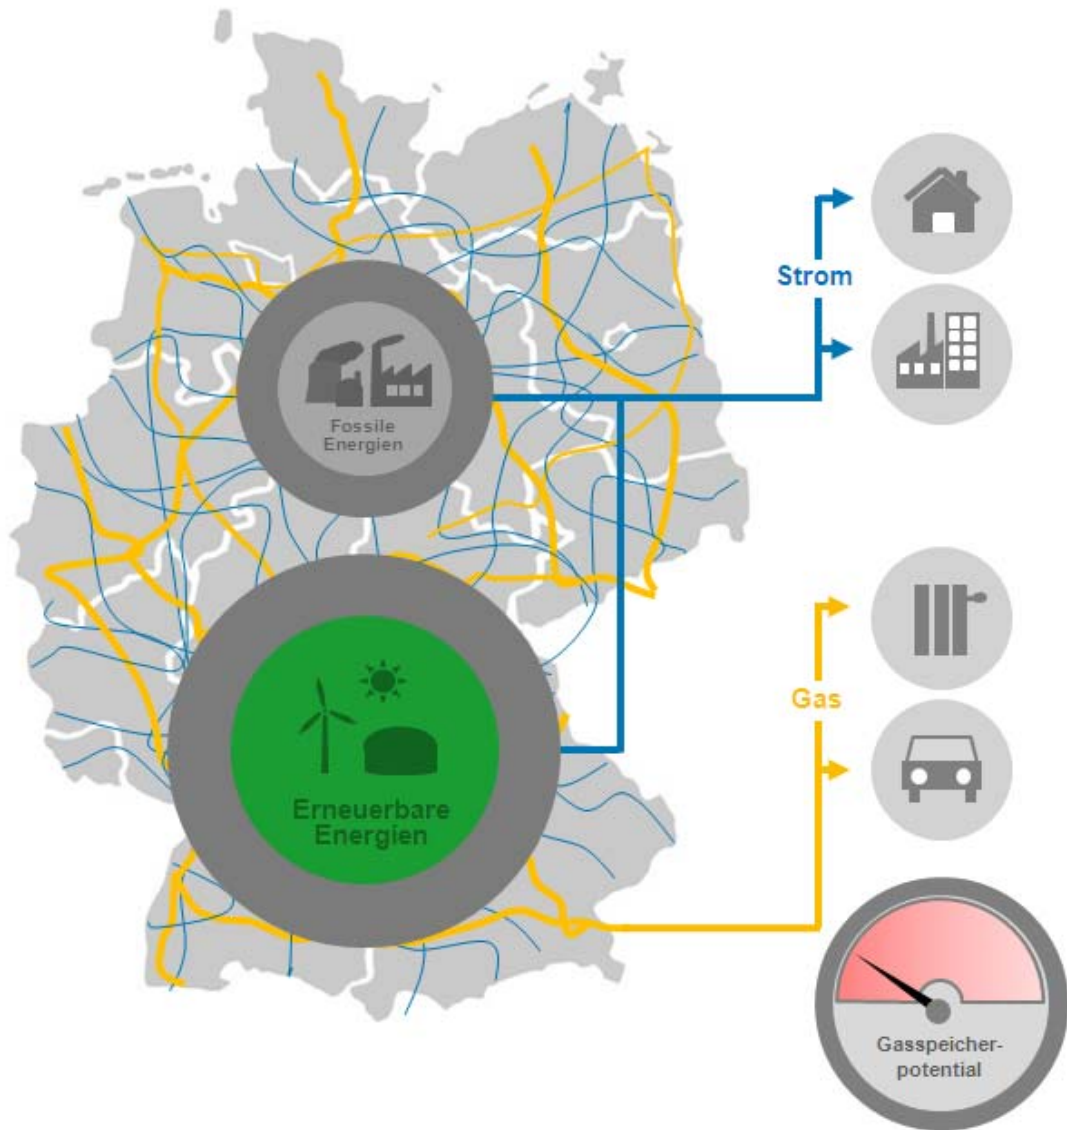 Strom
Fossile
Energien
Gas
Erneuerbare
Energien
Gasspeicher-
potential